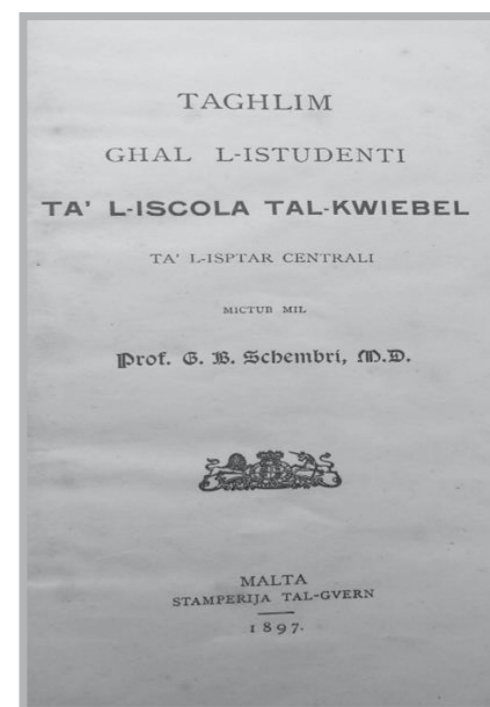 TAGHLIM
GHAL L-ISTUDENTI
TA' L-ISCOLA TAL-KWIEBEL
TA' L-ISPTAR CENTRALI
MICTUB MIL
Prof. G. B. Schembri, M.D.
MALTA
STAMPERIJA TAL-GVERN
1897.